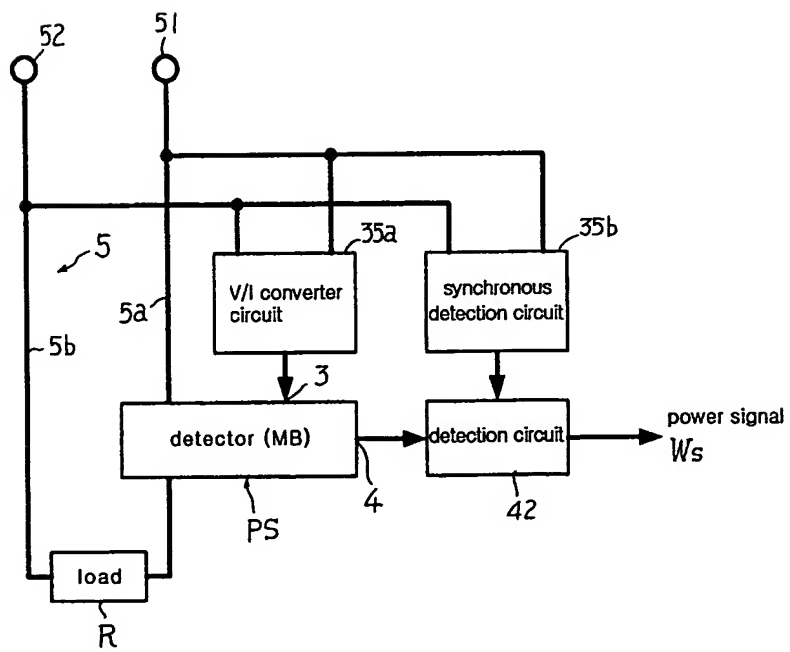 52
51
35a
35b
V/I converter
circuit
synchronous
detection circuit
5
5a
5b
3
detector (MB)
detection circuit
power signal
Ws
4
42
PS
load
R